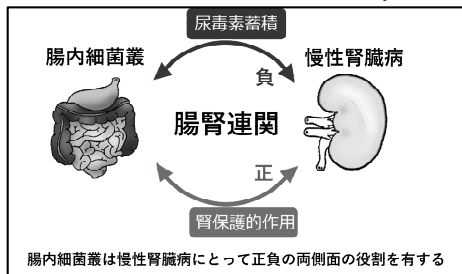 尿毒素蓄積
腸内細菌叢
慢性腎臓病
負
腸腎連関
正
腎保護的作用
腸内細菌叢は慢性腎臓病にとって正負の両側面の役割を有する